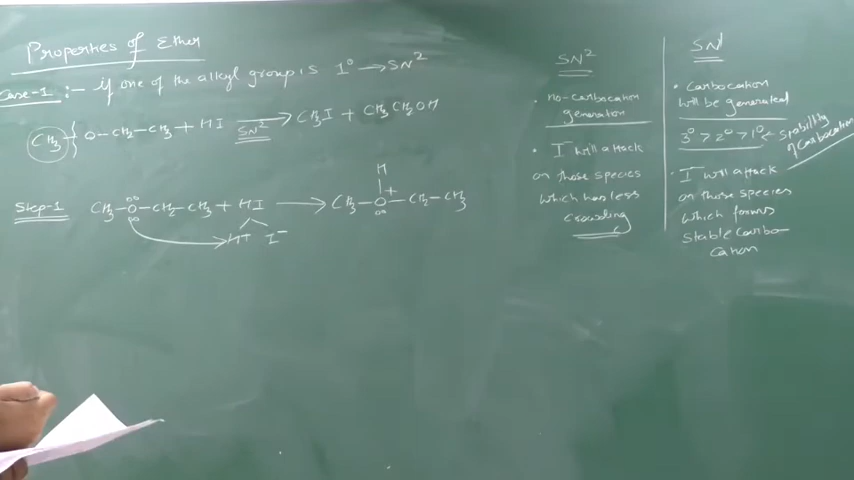 Properties of Ether
Case-1 :- if one of the alkyl group is 1° → SN²
CH₃ } O-CH₂-CH₃ + HI → CH₃I + CH₃CH₂OH
SN²
H
Step-1 CH₃-O-CH₂-CH₃ + HI → CH₃-O-CH₂-CH₃
+
H+ I⁻
SN²
• no-carbocation
generation
• I will attack
on those species
which has less
crowding
SN¹
• Carbocation
will be generated
3° > 2° > 1° ← stability
of Carbocation
• I will attack
on those species
which forms
stable Carbo-
cation